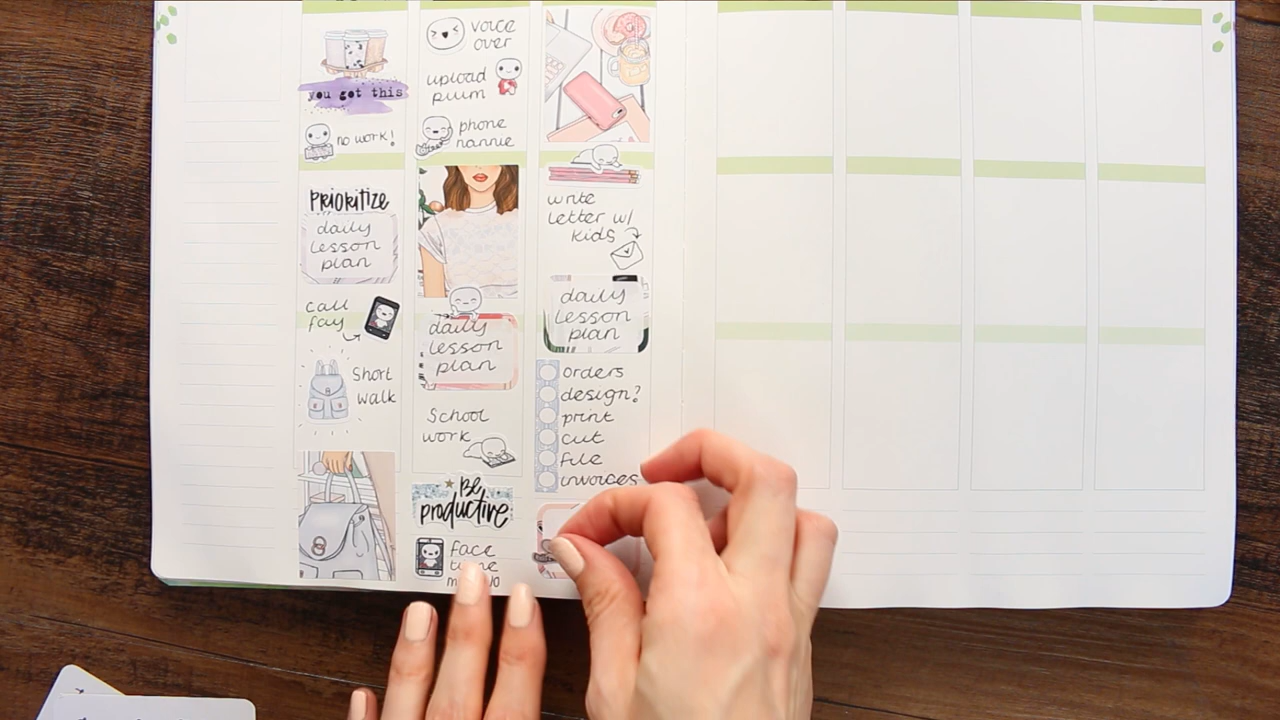 you got this
no work!
PRIORITIZE
daily
lesson
plan
call
fay
Short
walk
voice
over
upload
plum
phone
nannie
daily
lesson
plan
School
work
Be
productive
face
write
letter w/
kids
daily
lesson
plan
orders
design?
print
cut
file
invoices